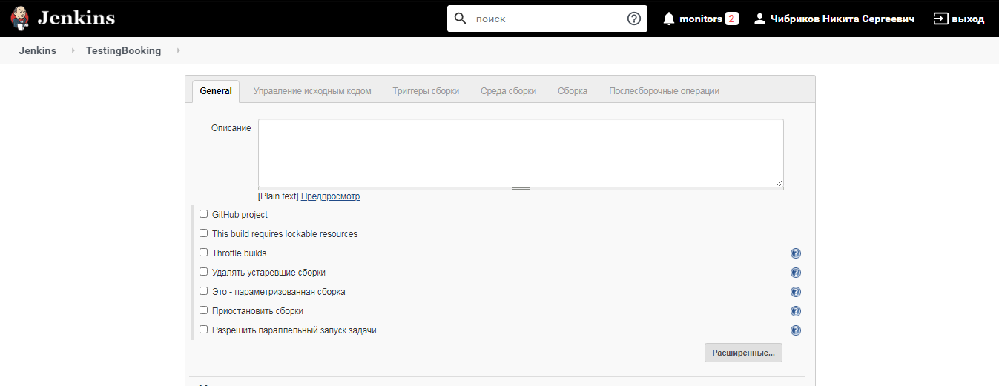 Jenkins поиск monitors 2 Чибриков Никита Сергеевич выход
Jenkins TestingBooking
General Управление исходным кодом Триггеры сборки Среда сборки Сборка Послесборочные операции
Описание
[Plain text] Предпросмотр
GitHub project
This build requires lockable resources
Throttle builds
Удалять устаревшие сборки
Это - параметризованная сборка
Приостановить сборки
Разрешить параллельный запуск задачи
Расширенные...